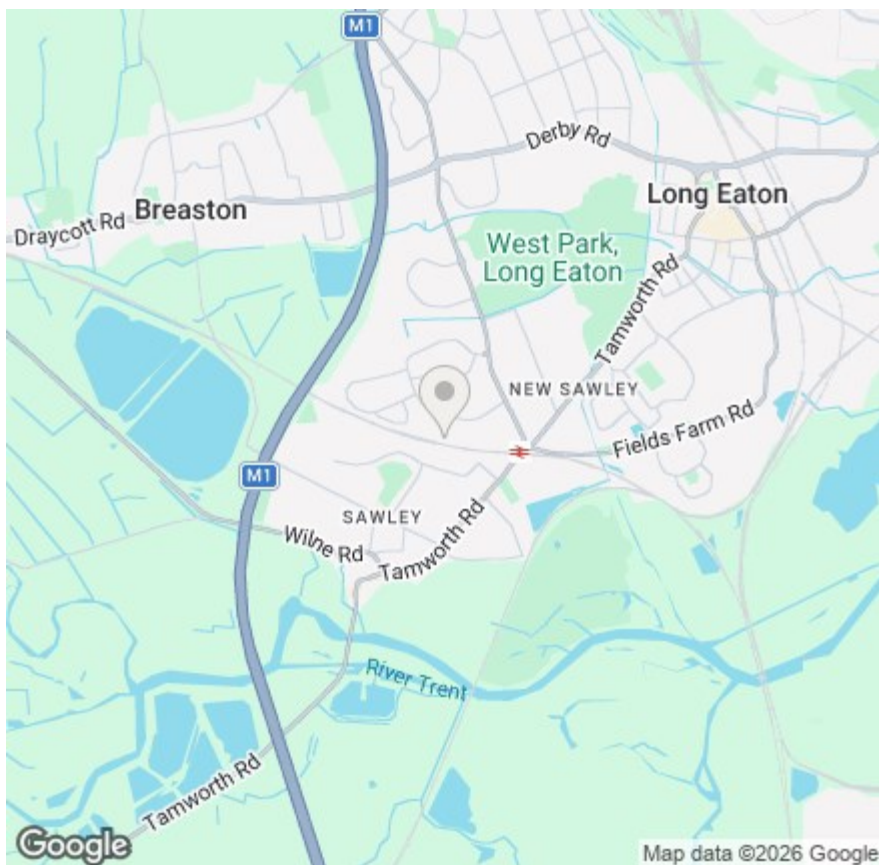 M1
Derby Rd
Breaston
Long Eaton
Draycott Rd
West Park,
Long Eaton
Tamworth Rd
NEW SAWLEY
Fields Farm Rd
M1
SAWLEY
Wilne Rd
Tamworth Rd
River Trent
Tamworth Rd
Google
Map data ©2026 Google